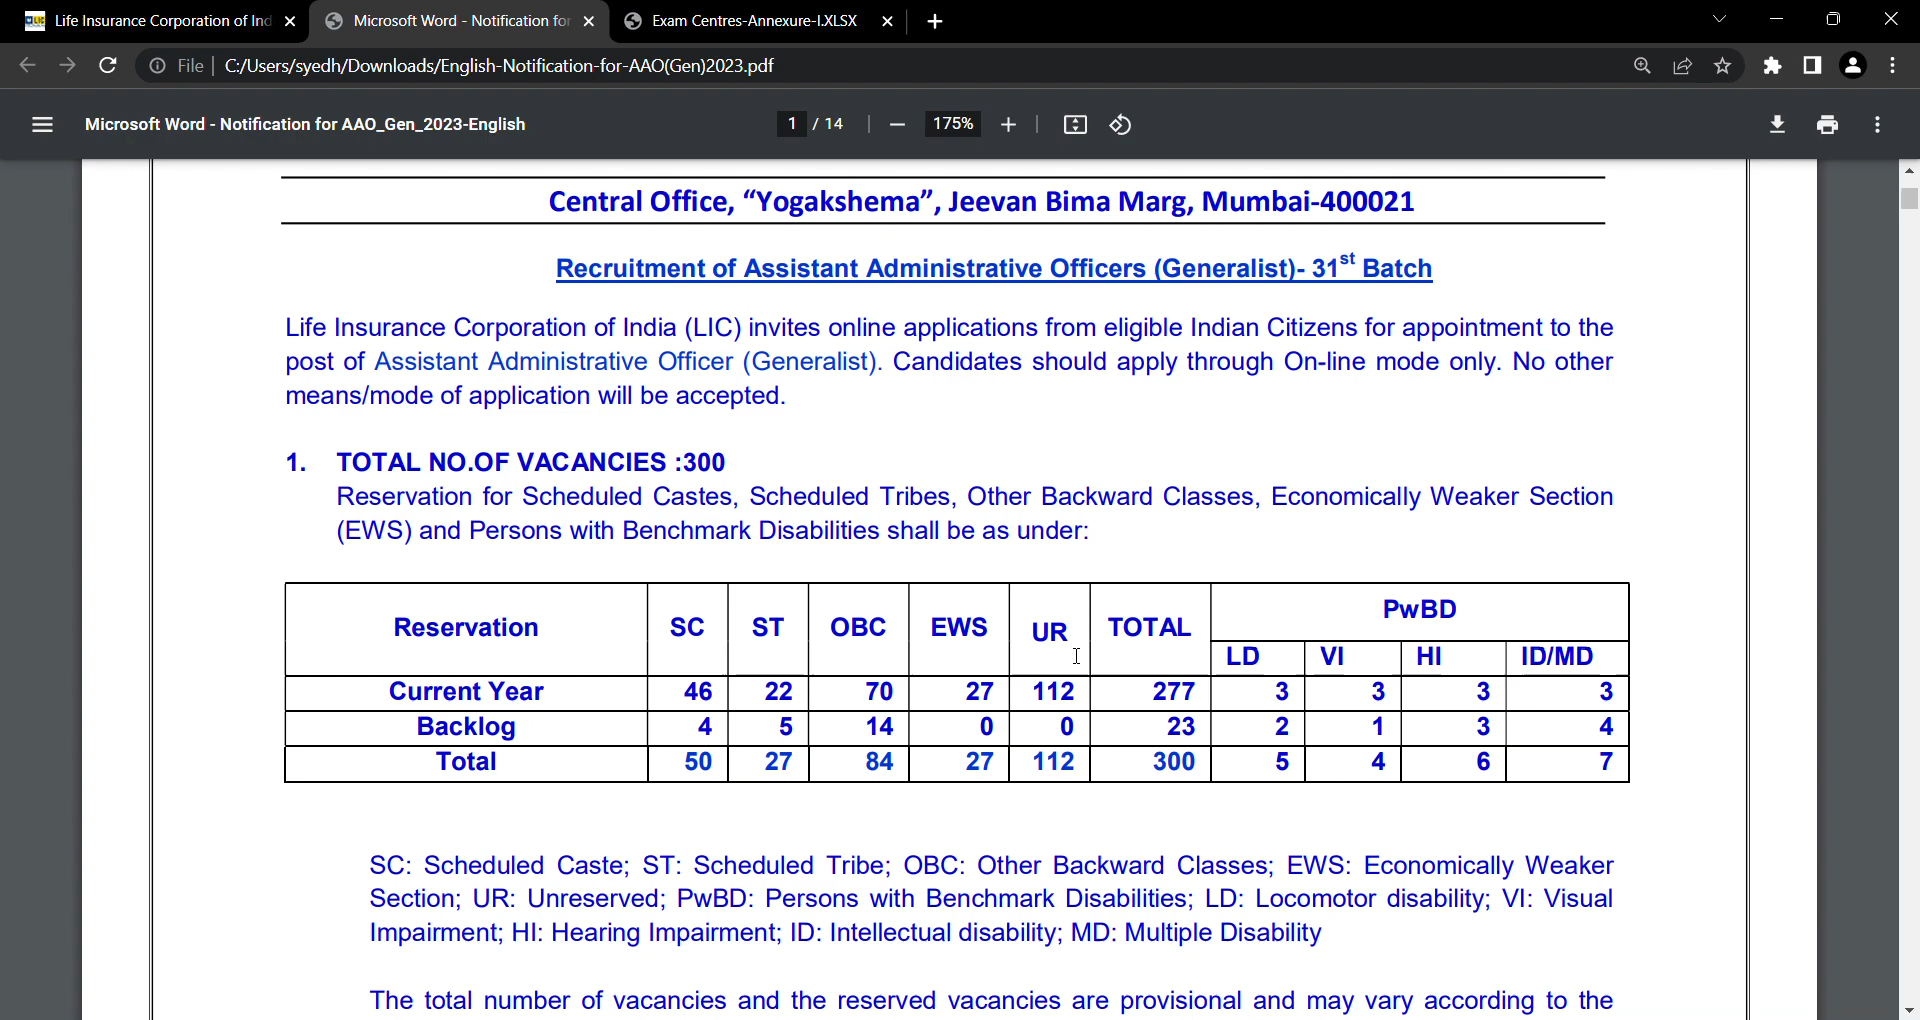 Life Insurance Corporation of Ind
Microsoft Word - Notification for
Exam Centres-Annexure-I.XLSX
File | C:/Users/syedh/Downloads/English-Notification-for-AAO(Gen)2023.pdf
Microsoft Word - Notification for AAO_Gen_2023-English
1 / 14
175%
Central Office, “Yogakshema”, Jeevan Bima Marg, Mumbai-400021
Recruitment of Assistant Administrative Officers (Generalist)- 31st Batch
Life Insurance Corporation of India (LIC) invites online applications from eligible Indian Citizens for appointment to the
post of Assistant Administrative Officer (Generalist). Candidates should apply through On-line mode only. No other
means/mode of application will be accepted.
1. TOTAL NO.OF VACANCIES :300
Reservation for Scheduled Castes, Scheduled Tribes, Other Backward Classes, Economically Weaker Section
(EWS) and Persons with Benchmark Disabilities shall be as under:
Reservation SC ST OBC EWS UR TOTAL PwBD
LD VI HI ID/MD
Current Year 46 22 70 27 112 277 3 3 3 3
Backlog 4 5 14 0 0 23 2 1 3 4
Total 50 27 84 27 112 300 5 4 6 7
SC: Scheduled Caste; ST: Scheduled Tribe; OBC: Other Backward Classes; EWS: Economically Weaker
Section; UR: Unreserved; PwBD: Persons with Benchmark Disabilities; LD: Locomotor disability; VI: Visual
Impairment; HI: Hearing Impairment; ID: Intellectual disability; MD: Multiple Disability
The total number of vacancies and the reserved vacancies are provisional and may vary according to the